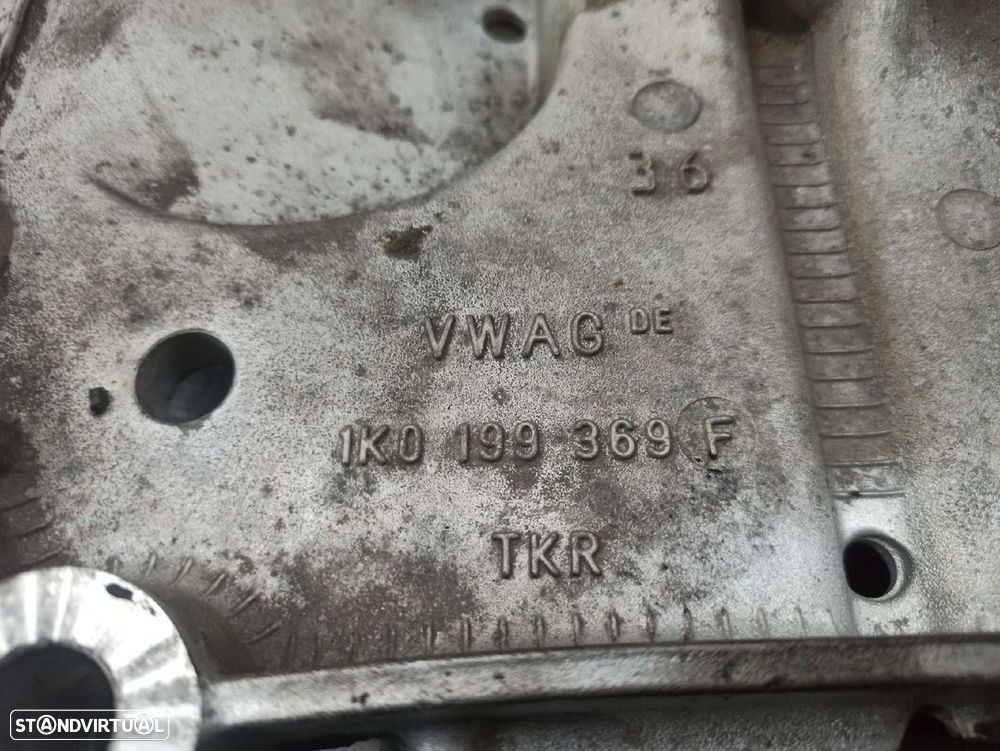 36
VWAG DE
1K0 199 369 F
TKR
STANDVIRTUAL